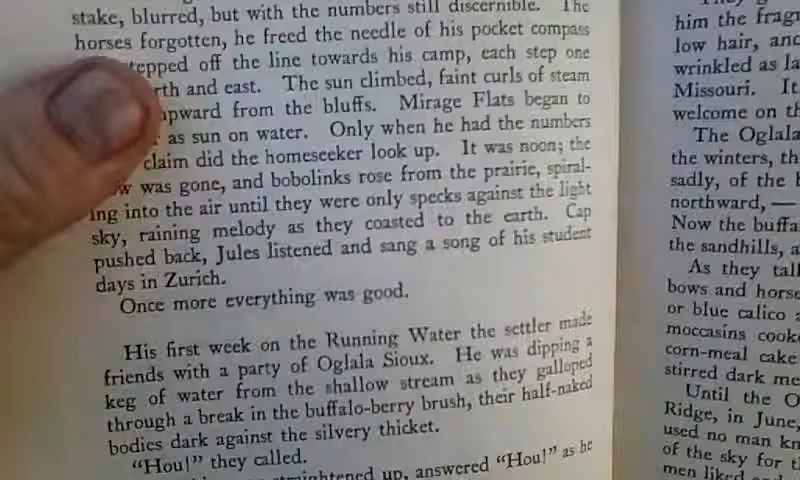 stake, blurred, but with the numbers still discernible. The
horses forgotten, he freed the needle of his pocket compass
tepped off the line towards his camp, each step one
rth and east. The sun climbed, faint curls of steam
upward from the bluffs. Mirage Flats began to
as sun on water. Only when he had the numbers
claim did the homeseeker look up. It was noon; the
w was gone, and bobolinks rose from the prairie, spiral-
ing into the air until they were only specks against the light
sky, raining melody as they coasted to the earth. Cap
pushed back, Jules listened and sang a song of his student
days in Zurich.
Once more everything was good.
His first week on the Running Water the settler made
friends with a party of Oglala Sioux. He was dipping a
keg of water from the shallow stream as they galloped
through a break in the buffalo-berry brush, their half-naked
bodies dark against the silvery thicket.
"Hou!" they called.
straightened up, answered "Hou!" as he
him the frag
low hair, and
wrinkled as la
Missouri. It
welcome on th
The Oglala
the winters, th
sadly, of the b
northward, —
Now the buffa
the sandhills, a
As they tal
bows and horse
or blue calico a
moccasins cook
corn-meal cake
stirred dark me
Until the O
Ridge, in June,
used no man kn
of the sky for t
men liked and